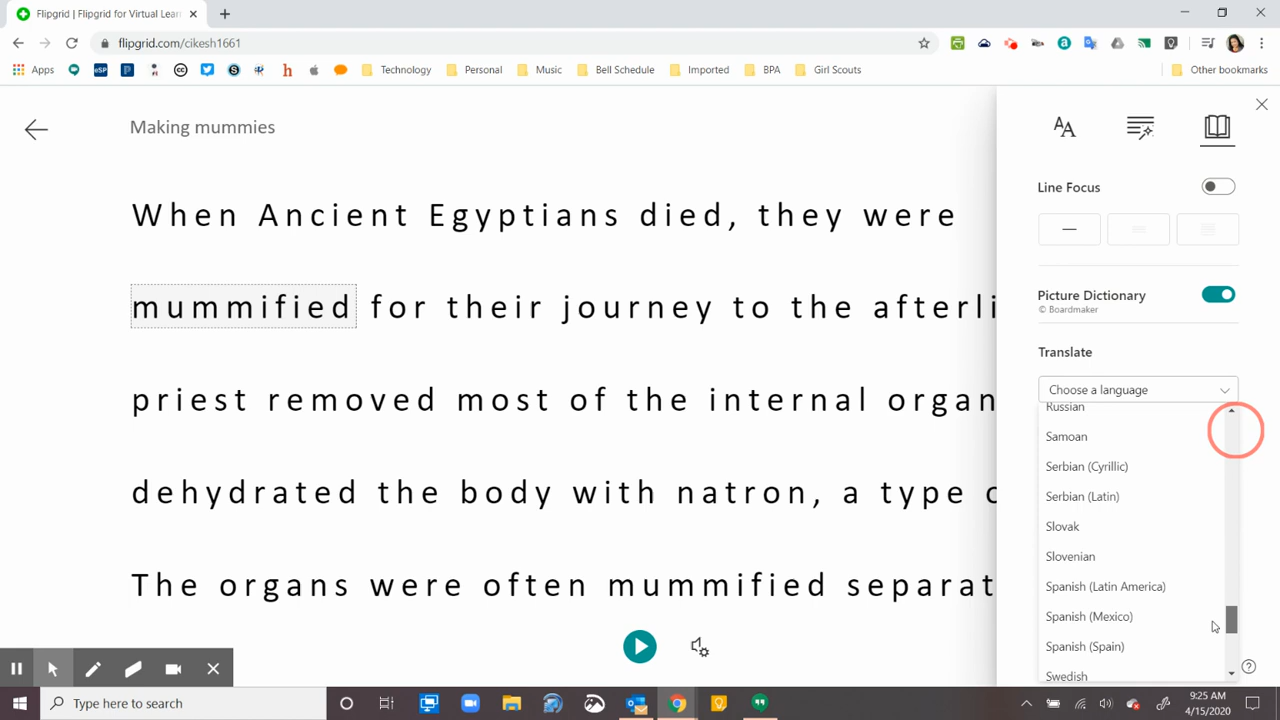 Flipgrid | Flipgrid for Virtual Lear
flipgrid.com/cikesh1661
Apps
eSP
Technology
Personal
Music
Bell Schedule
Imported
BPA
Girl Scouts
Other bookmarks
Making mummies
When Ancient Egyptians died, they were
mummified for their journey to the afterli
priest removed most of the internal organ
dehydrated the body with natron, a type o
The organs were often mummified separat
Line Focus
Picture Dictionary
© Boardmaker
Translate
Choose a language
Russian
Samoan
Serbian (Cyrillic)
Serbian (Latin)
Slovak
Slovenian
Spanish (Latin America)
Spanish (Mexico)
Spanish (Spain)
Swedish
Type here to search
9:25 AM
4/15/2020